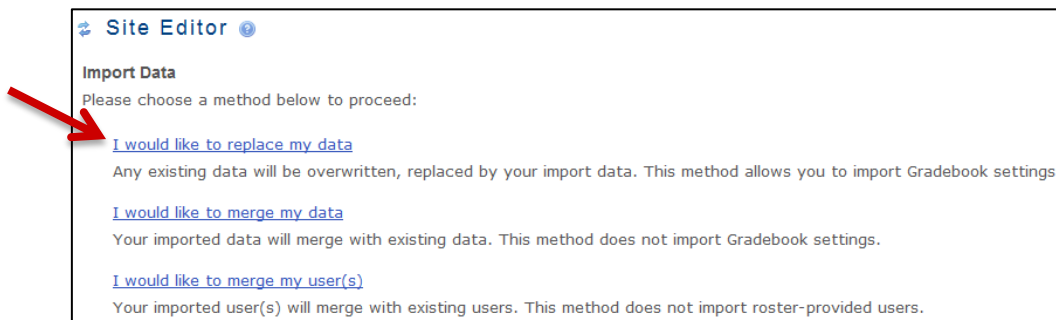 Site Editor ?
Import Data
Please choose a method below to proceed:
I would like to replace my data
Any existing data will be overwritten, replaced by your import data. This method allows you to import Gradebook settings
I would like to merge my data
Your imported data will merge with existing data. This method does not import Gradebook settings.
I would like to merge my user(s)
Your imported user(s) will merge with existing users. This method does not import roster-provided users.